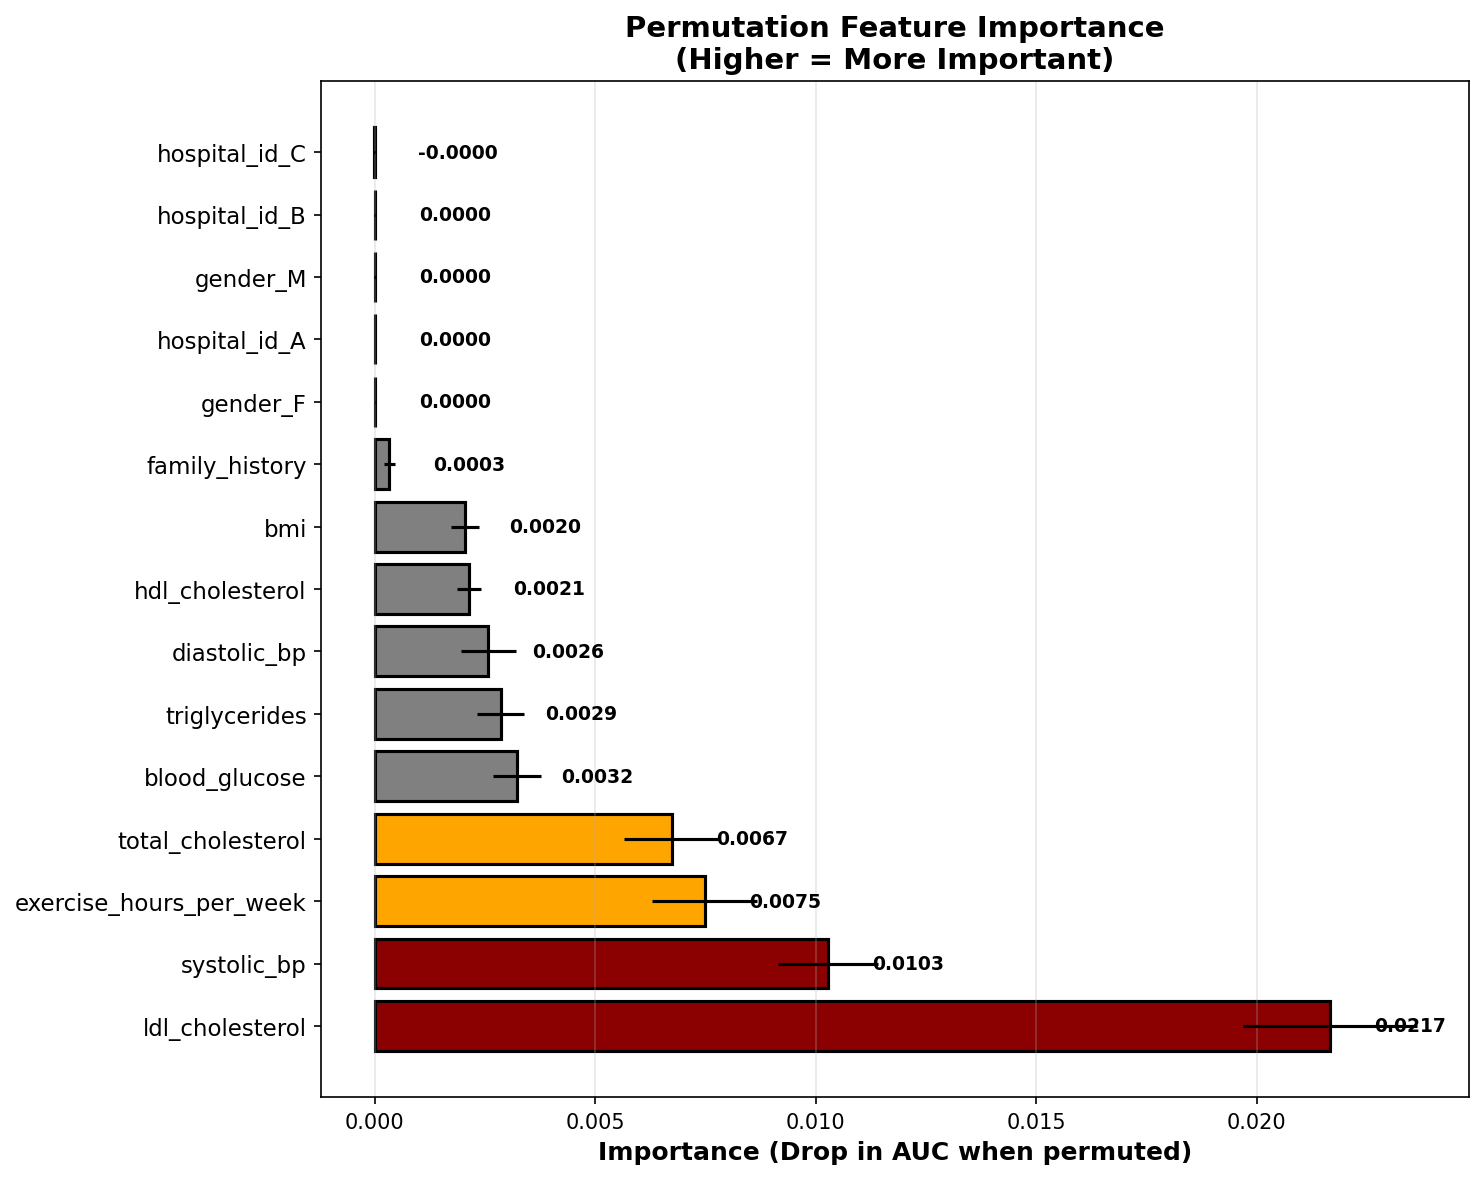 Permutation Feature Importance
(Higher = More Important)
hospital_id_C -0.0000
hospital_id_B 0.0000
gender_M 0.0000
hospital_id_A 0.0000
gender_F 0.0000
family_history 0.0003
bmi 0.0020
hdl_cholesterol 0.0021
diastolic_bp 0.0026
triglycerides 0.0029
blood_glucose 0.0032
total_cholesterol 0.0067
exercise_hours_per_week 0.0075
systolic_bp 0.0103
ldl_cholesterol 0.0217
0.000 0.005 0.010 0.015 0.020
Importance (Drop in AUC when permuted)